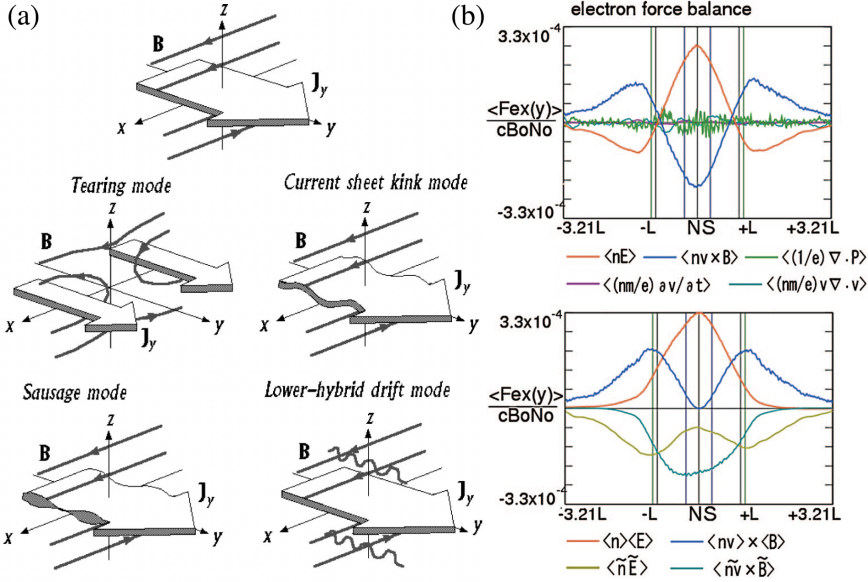 (a)
z
B
J_y
x
y
Tearing mode
z
B
x
J_y
y
Current sheet kink mode
z
B
J_y
x
y
Sausage mode
z
B
J_y
x
y
Lower-hybrid drift mode
z
B
J_y
x
y
(b)
electron force balance
3.3x10⁻⁴
<Fex(y)>
cBoNo
-3.3x10⁻⁴
-3.21L -L NS +L +3.21L
<nE> <nv×B> <(1/e)∇·P>
<(nm/e)∂v/∂t> <(nm/e)v∇·v>
3.3x10⁻⁴
<Fex(y)>
cBoNo
-3.3x10⁻⁴
-3.21L -L NS +L +3.21L
<n><E> <nv>×<B>
<ñẼ> <ñv×B̃>